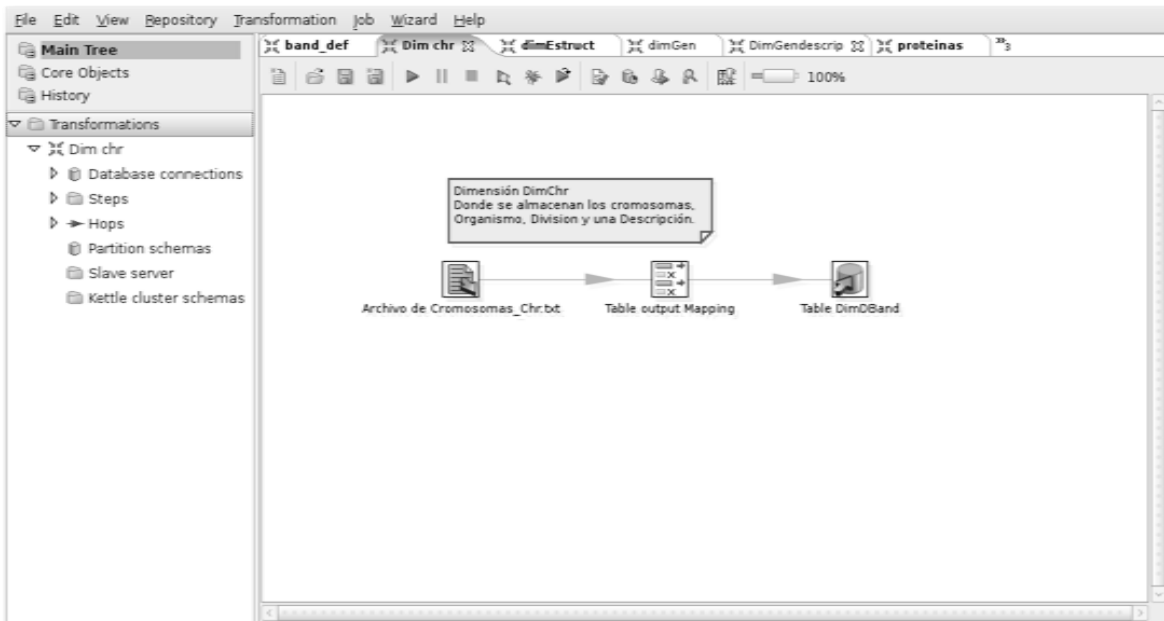 File Edit View Repository Transformation Job Wizard Help
Main Tree
Core Objects
History
Transformations
Dim chr
Database connections
Steps
Hops
Partition schemas
Slave server
Kettle cluster schemas
band_def Dim chr dimEstruct dimGen DimGendescrip proteinas »3
100%
Dimensión DimChr
Donde se almacenan los cromosomas,
Organismo, Division y una Descripción.
Archivo de Cromosomas_Chr.txt Table output Mapping Table DimDBand